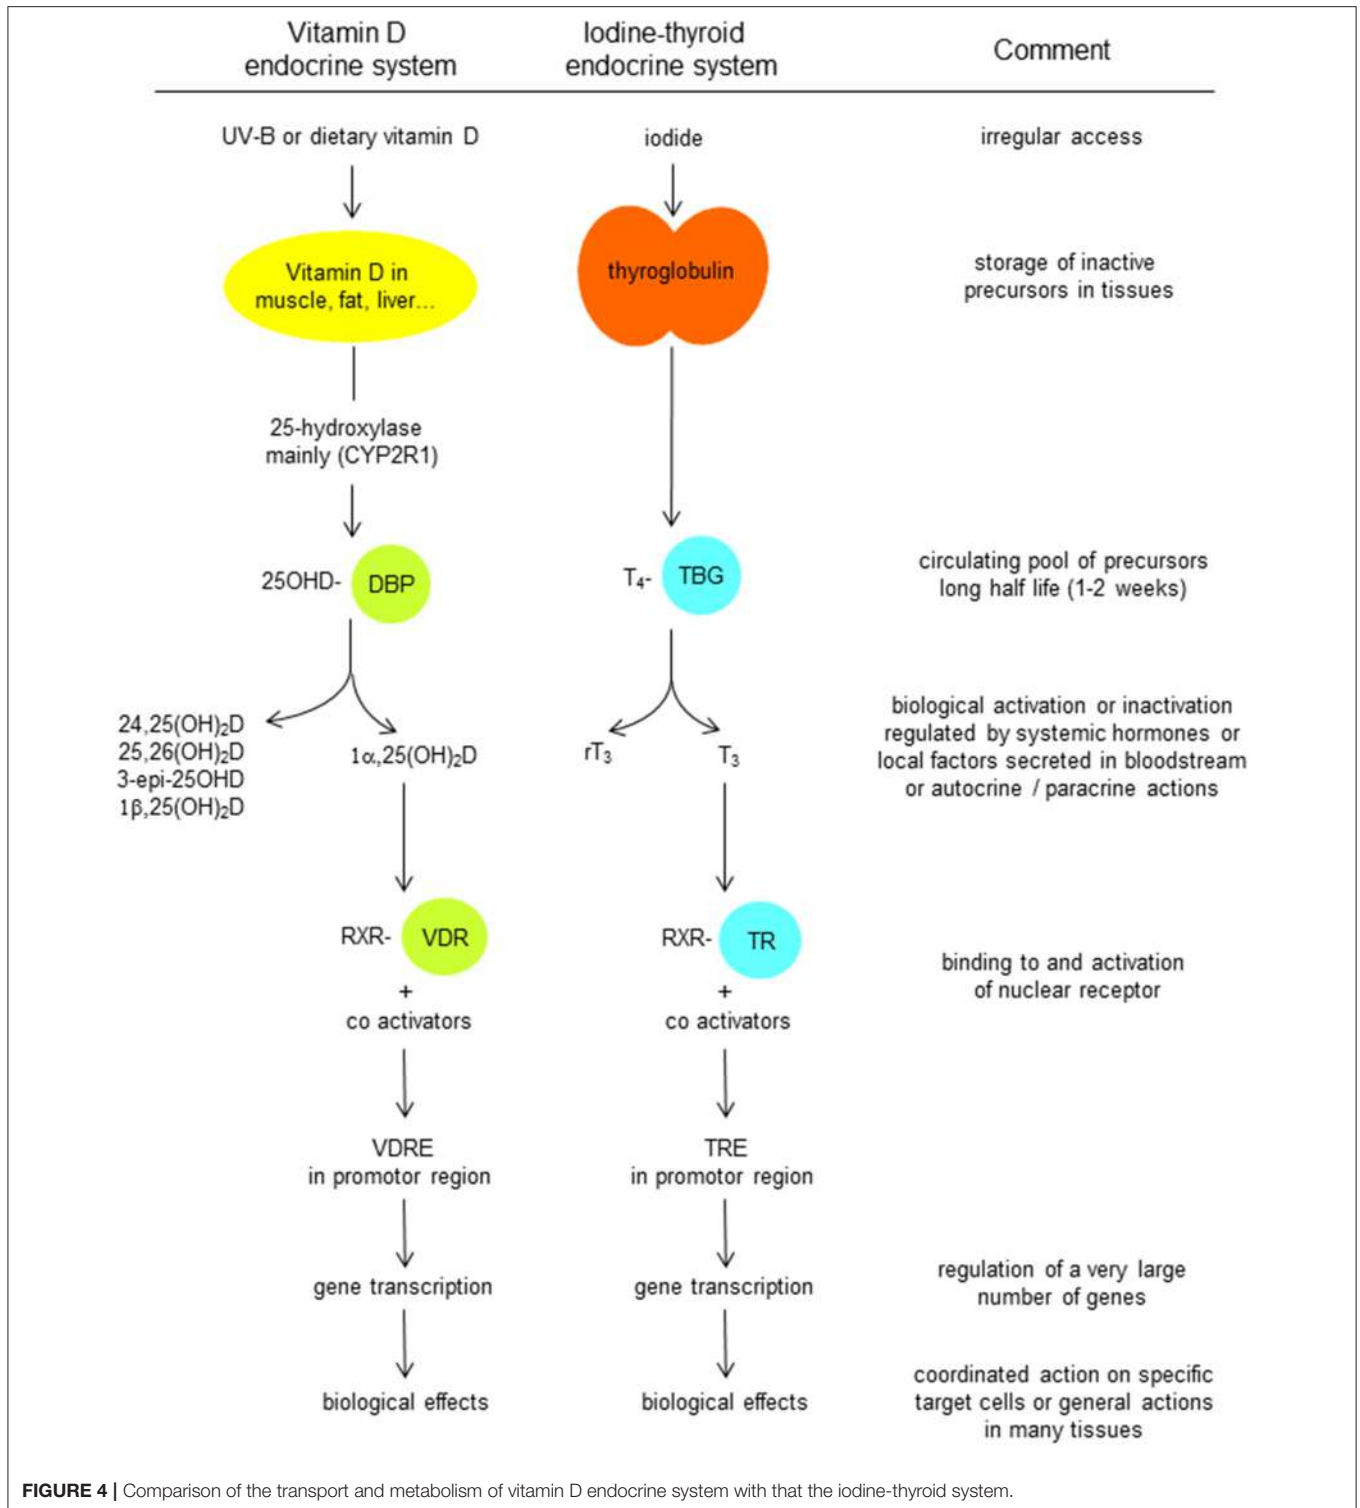 Vitamin D
endocrine system
Iodine-thyroid
endocrine system
Comment
UV-B or dietary vitamin D
iodide
irregular access
Vitamin D in
muscle, fat, liver...
thyroglobulin
storage of inactive
precursors in tissues
25-hydroxylase
mainly (CYP2R1)
25OHD- DBP
T₄- TBG
circulating pool of precursors
long half life (1-2 weeks)
24,25(OH)₂D
25,26(OH)₂D
3-epi-25OHD
1β,25(OH)₂D
1α,25(OH)₂D
rT₃
T₃
biological activation or inactivation
regulated by systemic hormones or
local factors secreted in bloodstream
or autocrine / paracrine actions
RXR- VDR
+
co activators
RXR- TR
+
co activators
binding to and activation
of nuclear receptor
VDRE
in promotor region
TRE
in promotor region
gene transcription
gene transcription
regulation of a very large
number of genes
biological effects
biological effects
coordinated action on specific
target cells or general actions
in many tissues
FIGURE 4 | Comparison of the transport and metabolism of vitamin D endocrine system with that the iodine-thyroid system.